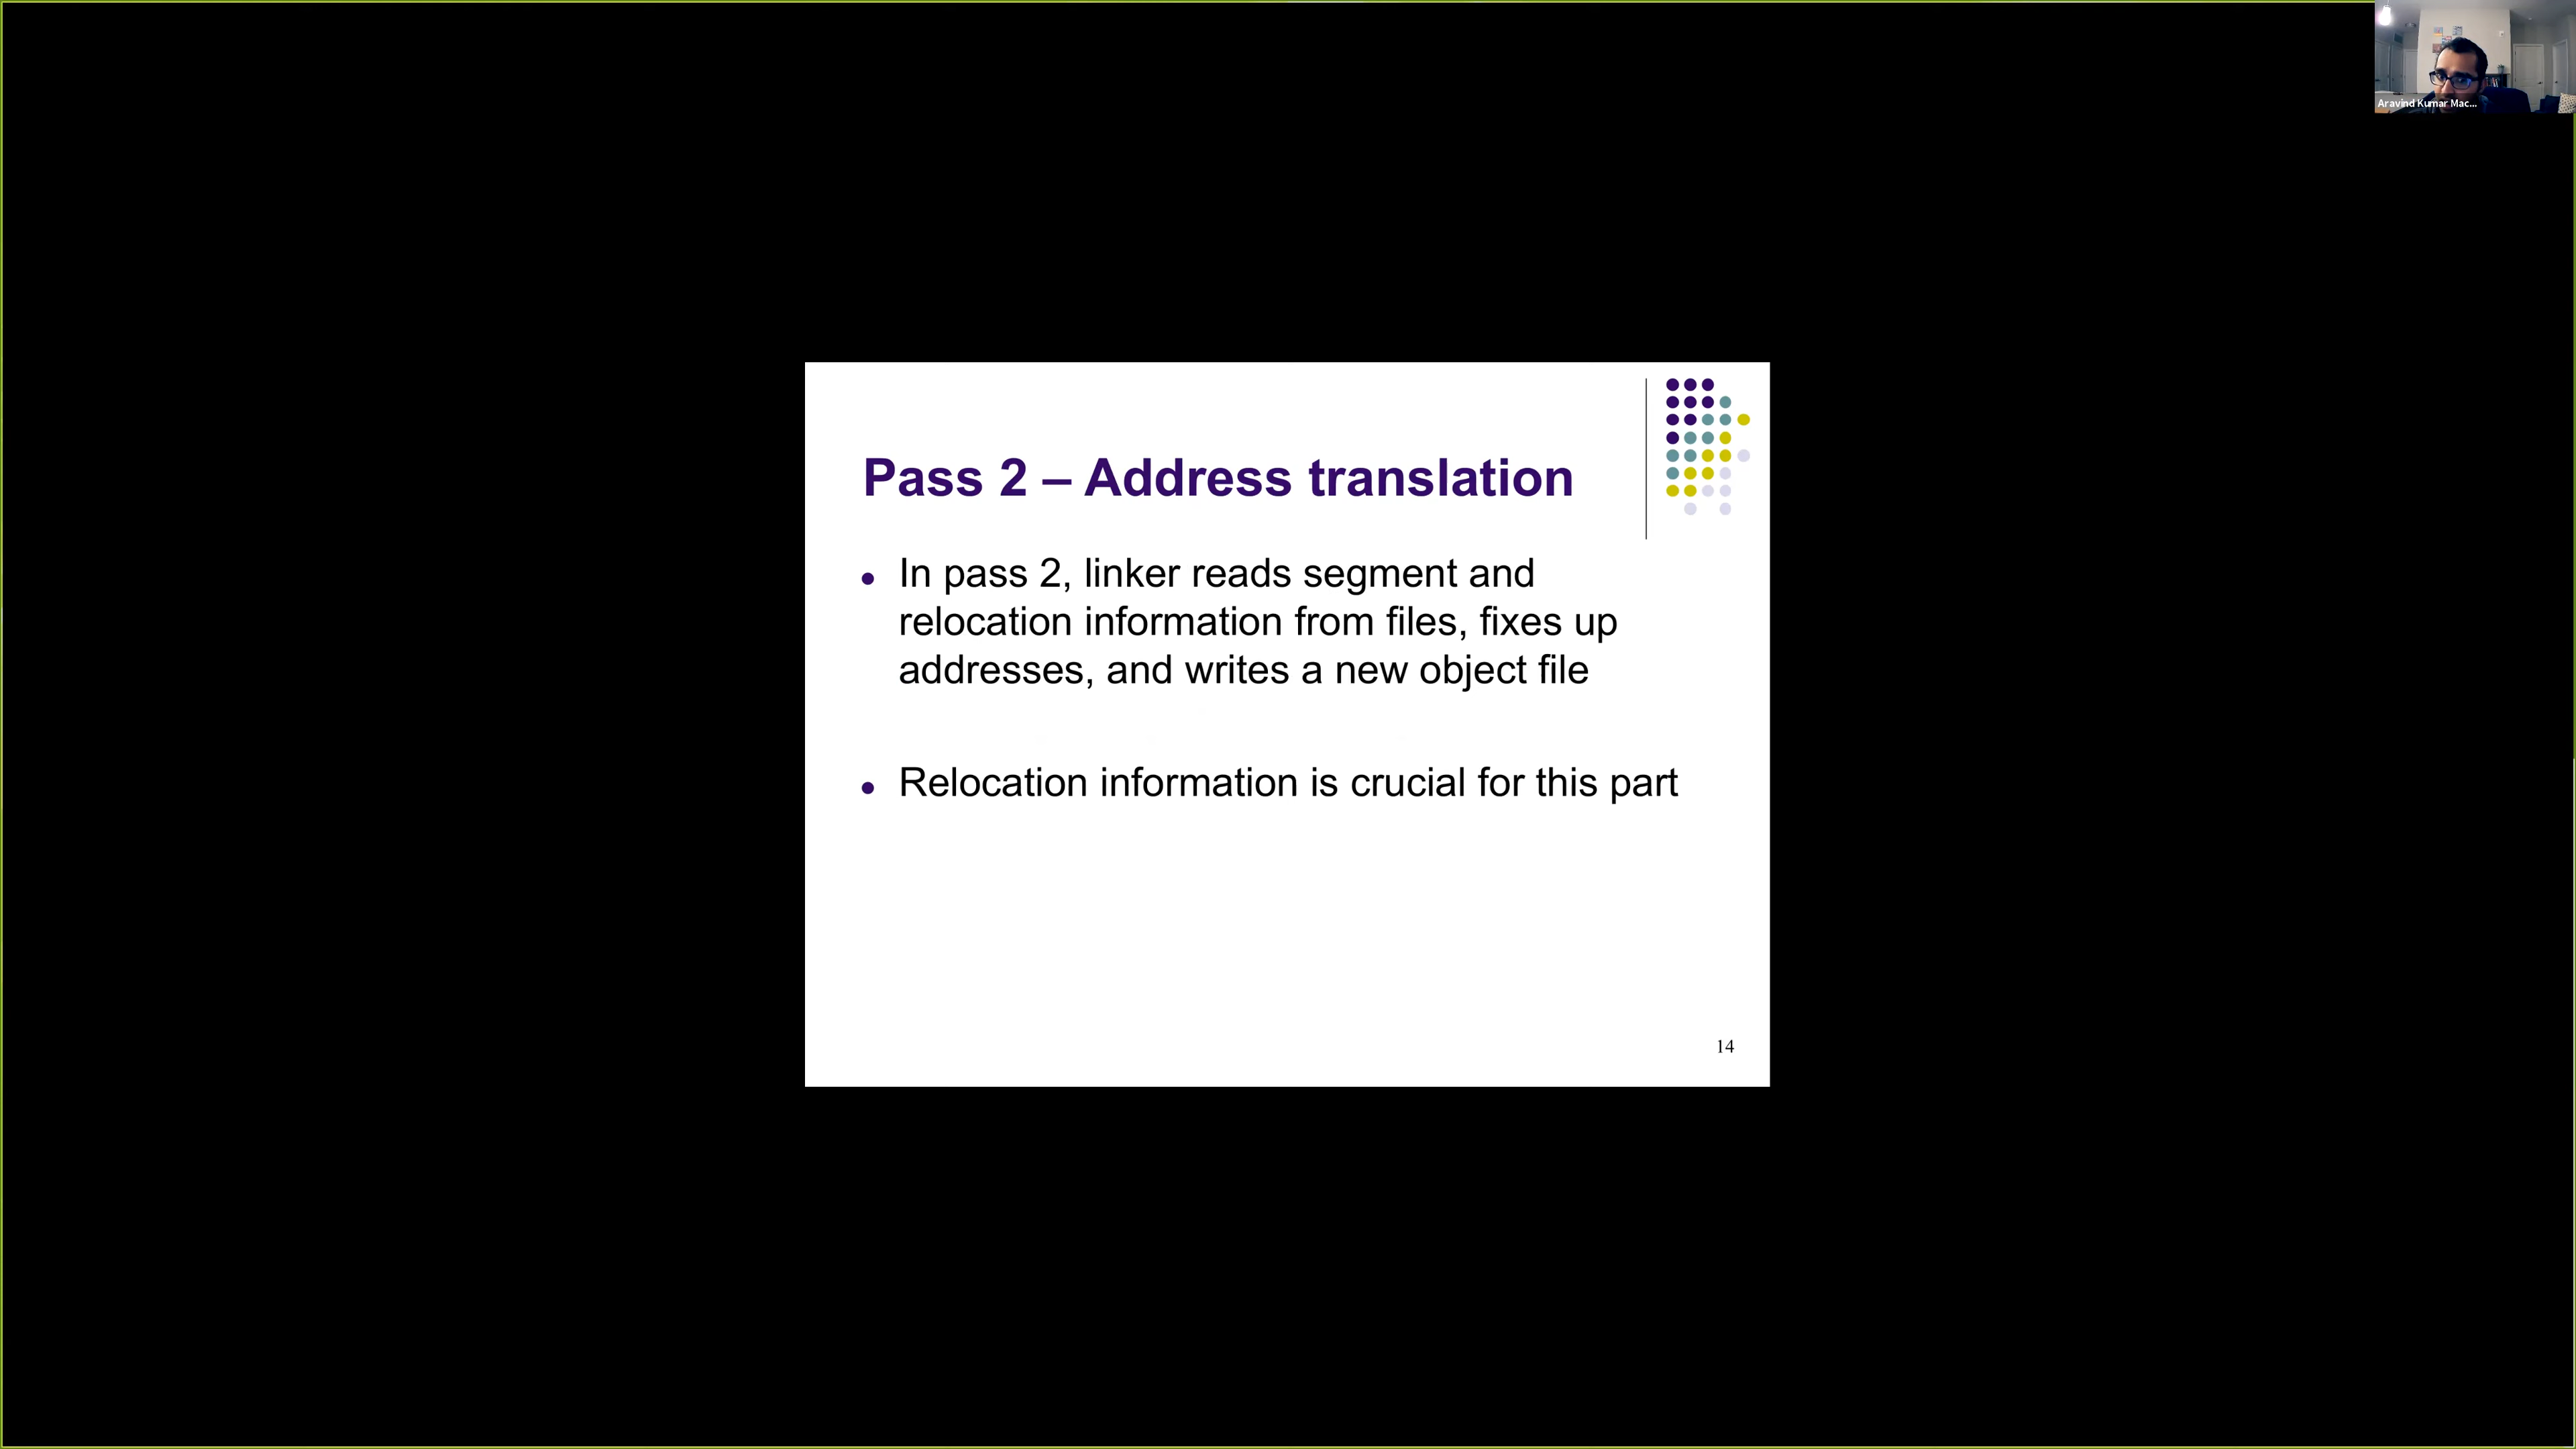 Aravind Kumar Mac...
Pass 2 – Address translation
In pass 2, linker reads segment and
relocation information from files, fixes up
addresses, and writes a new object file
Relocation information is crucial for this part
14